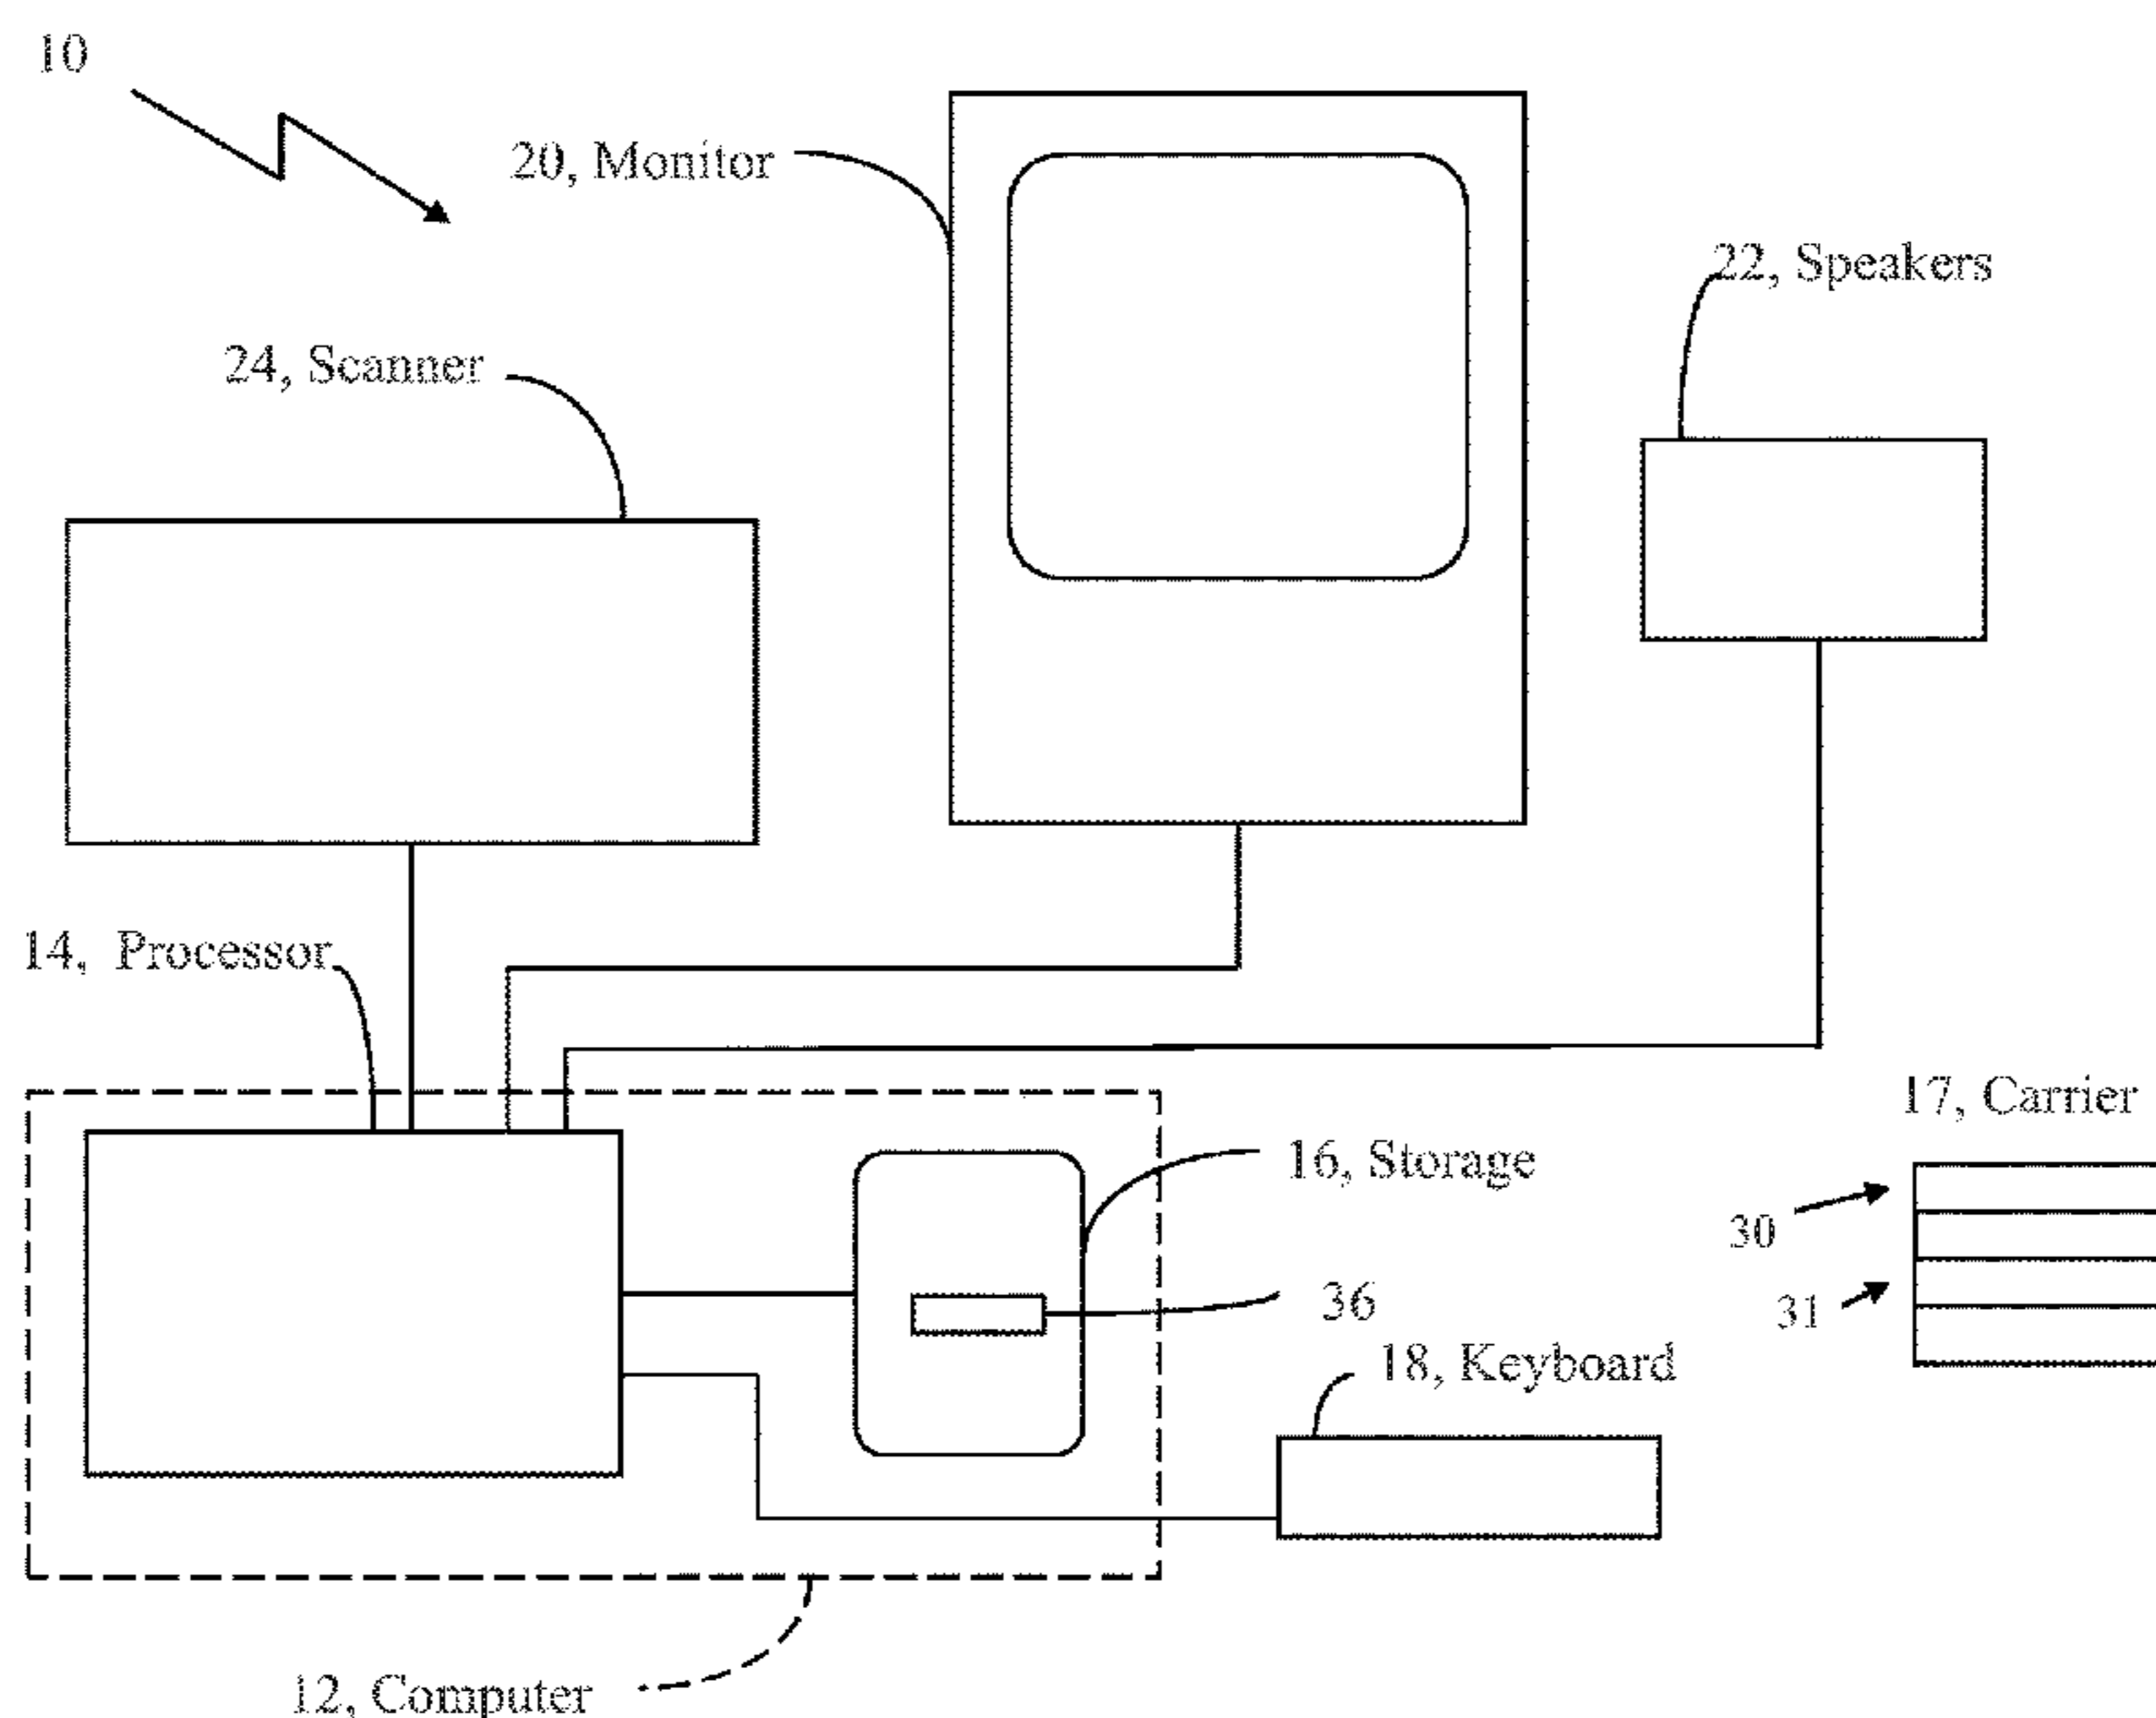 10
20, Monitor
22, Speakers
24, Scanner
14, Processor
17, Carrier
16, Storage
30
36
31
18, Keyboard
12, Computer